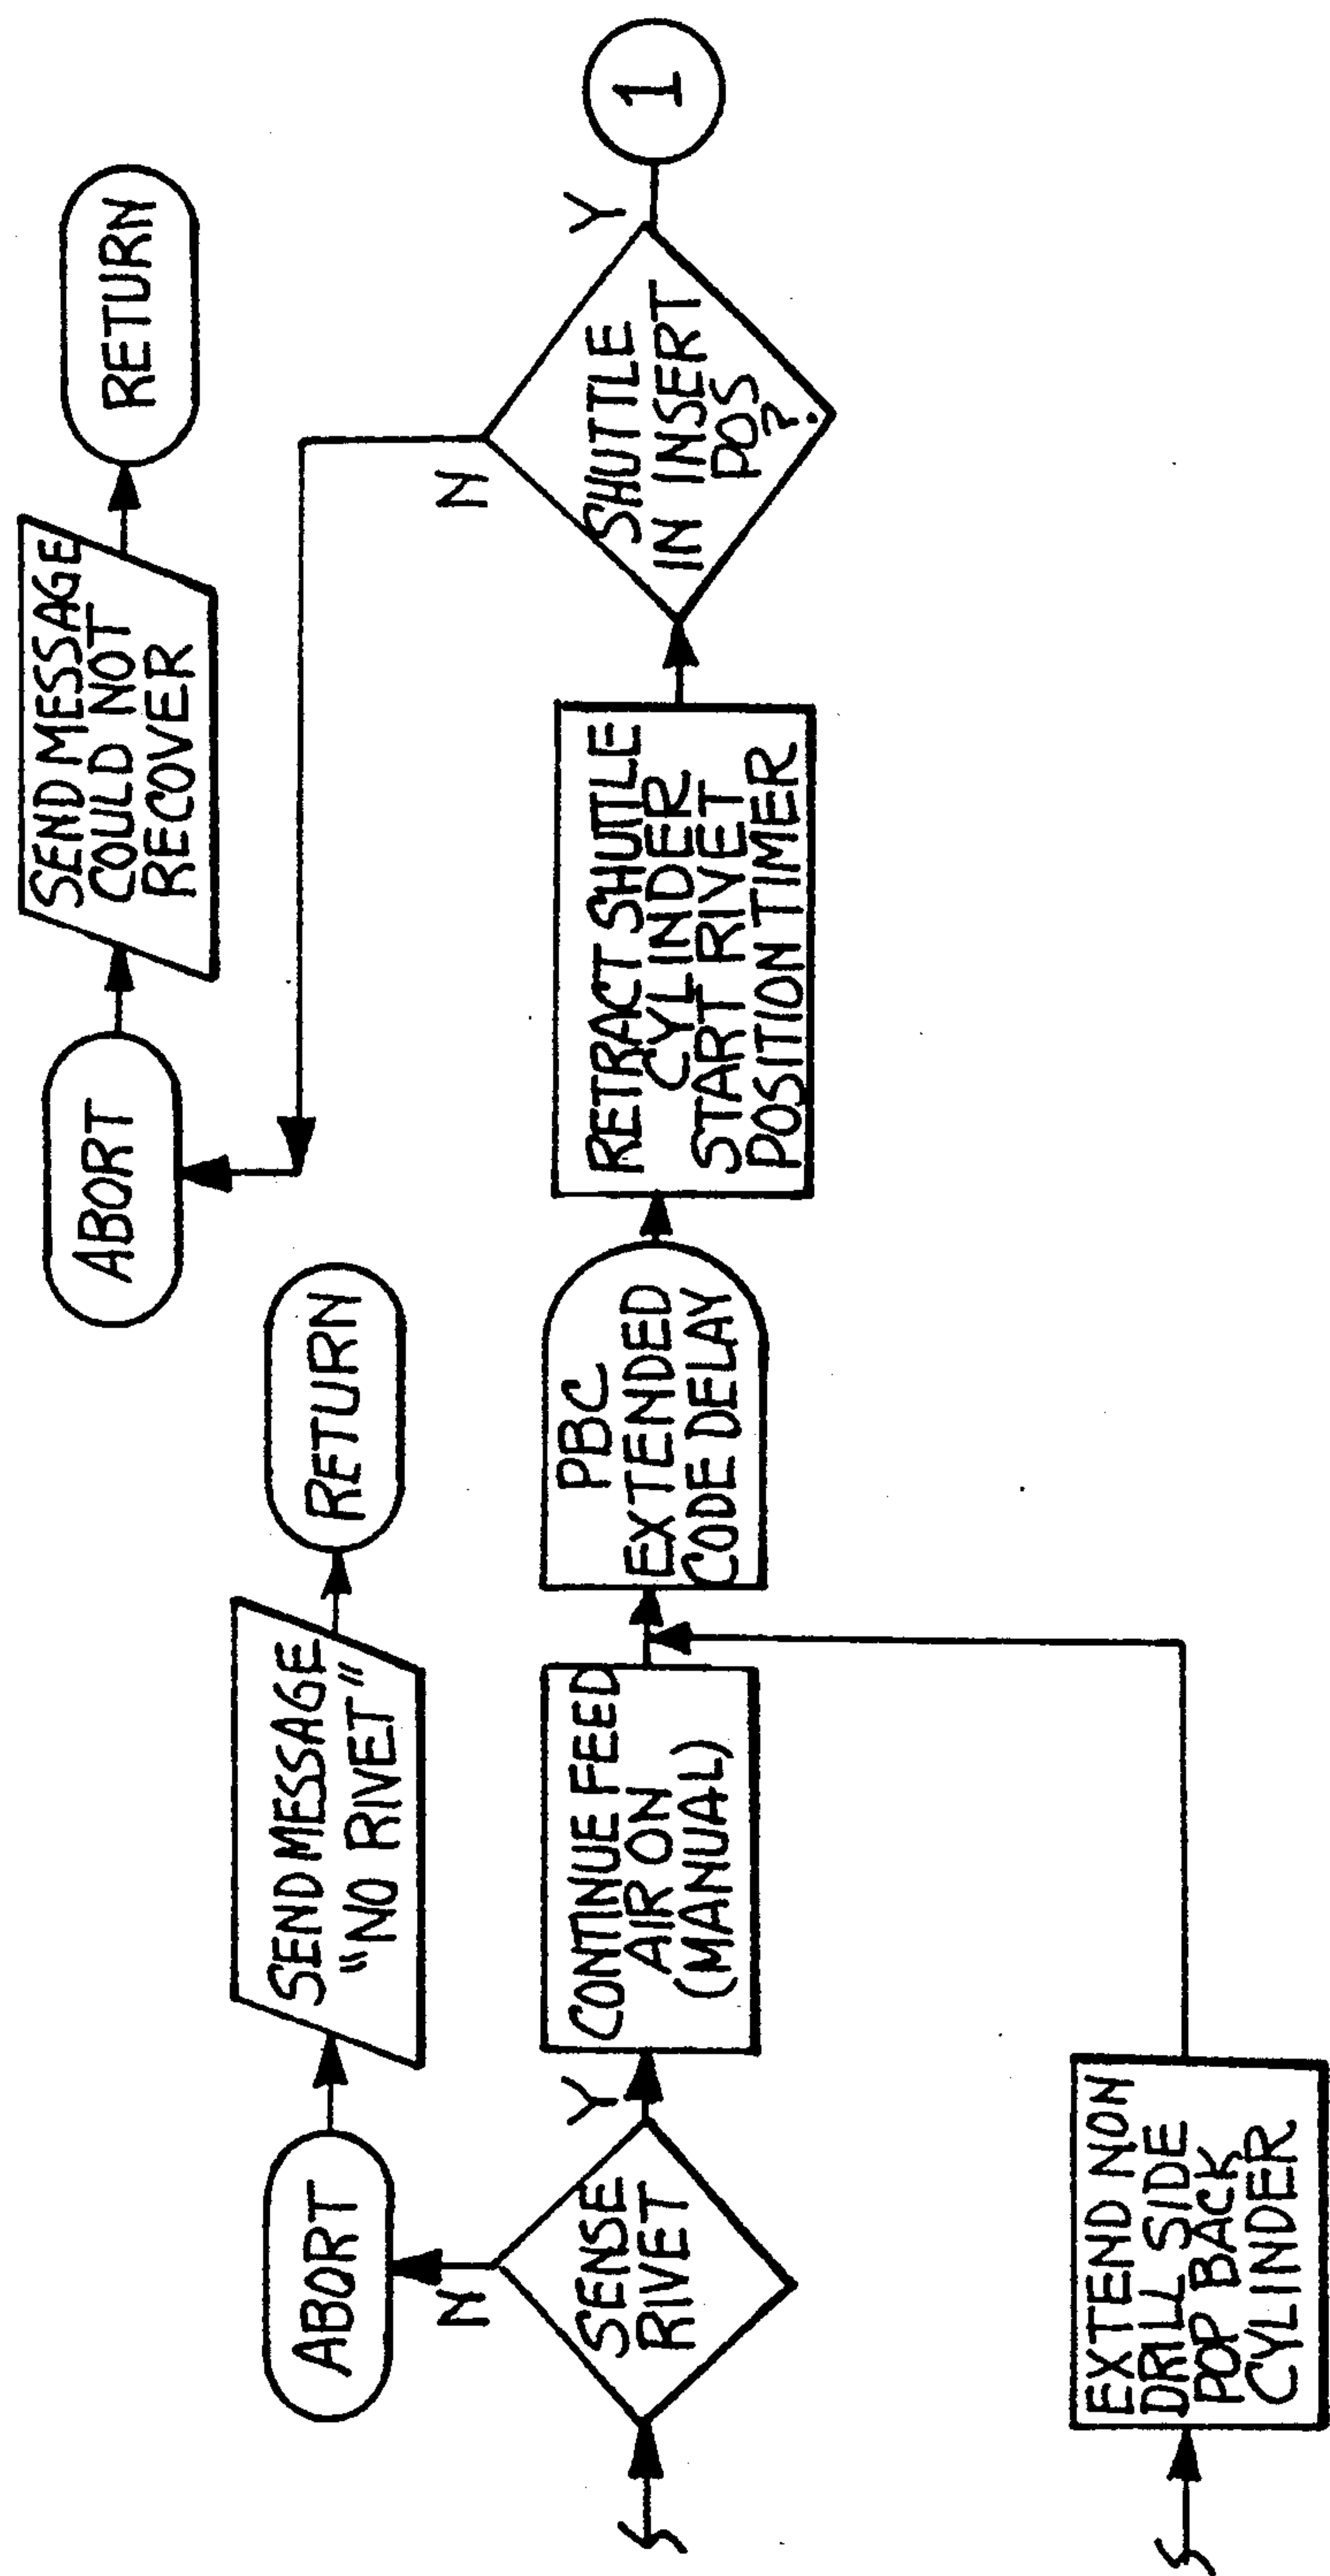 ABORT
SEND MESSAGE
COULD NOT
RECOVER
RETURN
ABORT
SEND MESSAGE
"NO RIVET"
RETURN
N
N
SENSE
RIVET
Y
CONTINUE FEED
AIR ON
(MANUAL)
PBC
EXTENDED
CODE DELAY
RETRACT SHUTTLE
CYLINDER
START RIVET
POSITION TIMER
SHUTTLE
IN INSERT
POS
?
Y
1
EXTEND NON
DRILL SIDE
POP BACK
CYLINDER